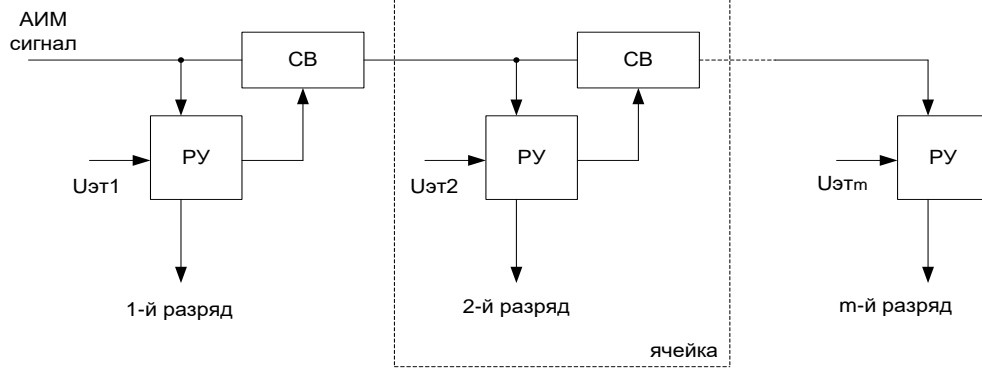 АИМ
сигнал
СВ
СВ
РУ
РУ
РУ
Uэт1
Uэт2
Uэтm
1-й разряд
2-й разряд
m-й разряд
ячейка